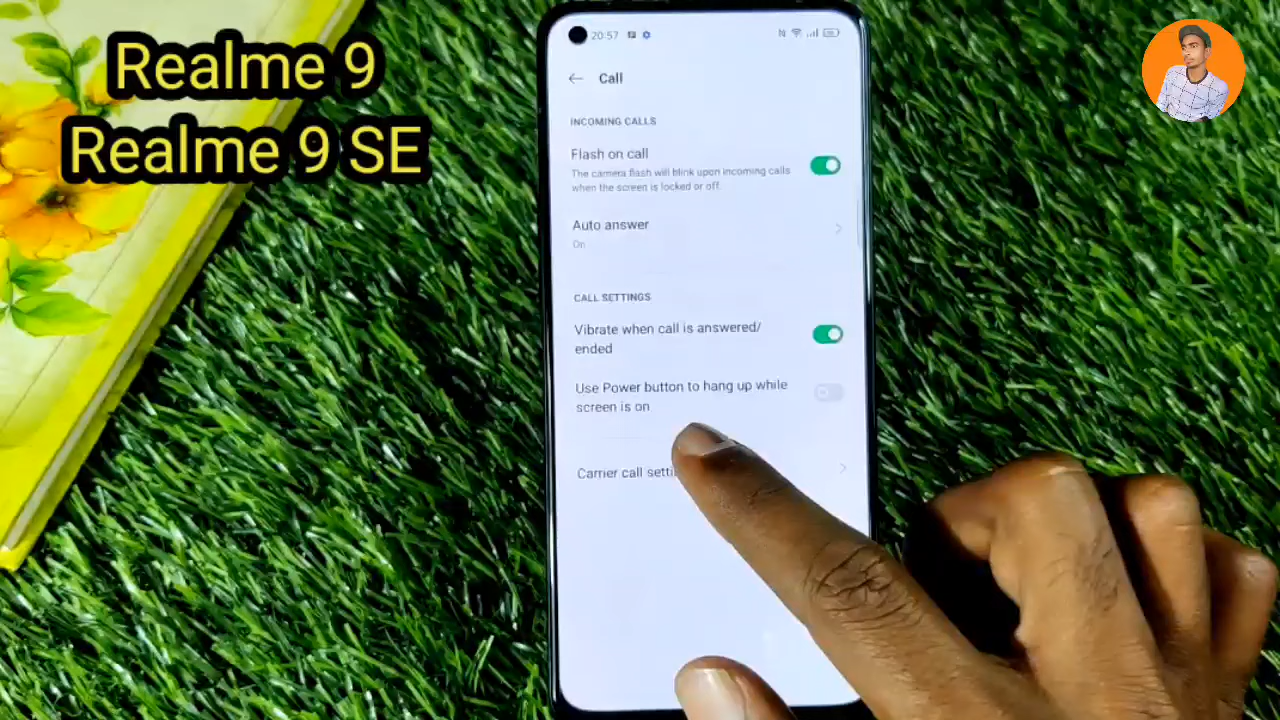 Realme 9
Realme 9 SE
20:57
Call
INCOMING CALLS
Flash on call
The camera flash will blink upon incoming calls
when the screen is locked or off.
Auto answer
On
CALL SETTINGS
Vibrate when call is answered/
ended
Use Power button to hang up while
screen is on
Carrier call